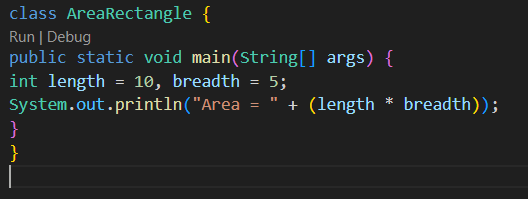 class AreaRectangle {
Run | Debug
public static void main(String[] args) {
int length = 10, breadth = 5;
System.out.println("Area = " + (length * breadth));
}
}